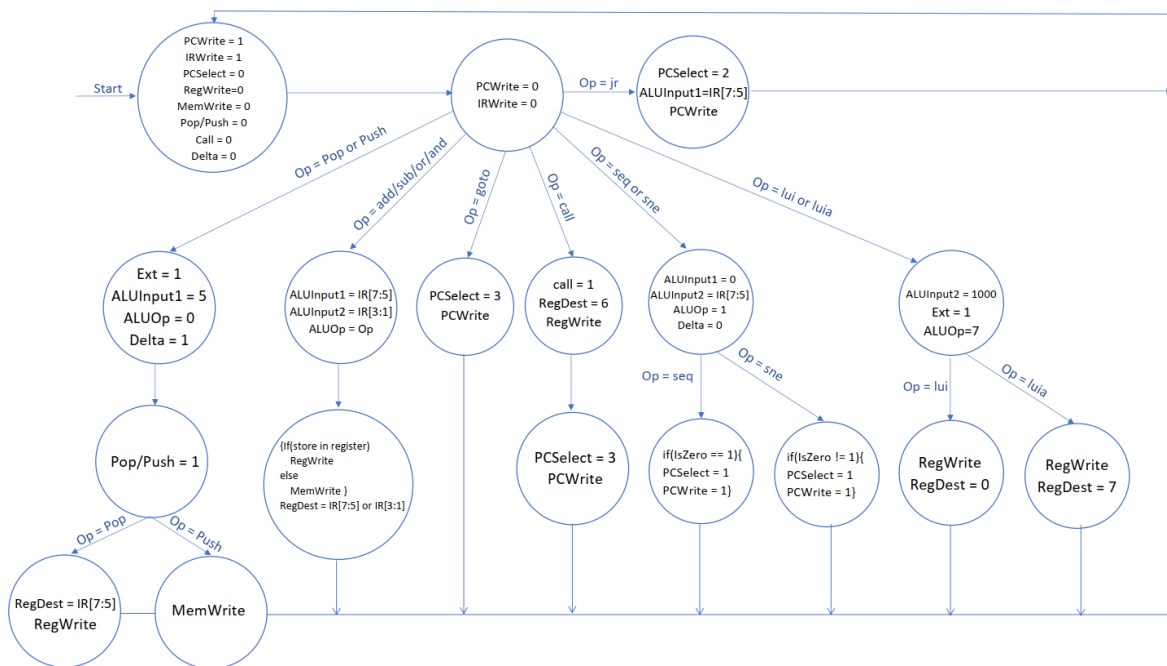 PCWrite = 1
IRWrite = 1
PCSelect = 0
RegWrite=0
MemWrite = 0
Pop/Push = 0
Call = 0
Delta = 0
Start
PCWrite = 0
IRWrite = 0
Op = jr
PCSelect = 2
ALUInput1=IR[7:5]
PCWrite
Op = Pop or Push
Op = add/sub/or/and
Op = goto
Op = call
Op = seq or sne
Op = lui or luia
Ext = 1
ALUInput1 = 5
ALUOp = 0
Delta = 1
ALUInput1 = IR[7:5]
ALUInput2 = IR[3:1]
ALUOp = Op
PCSelect = 3
PCWrite
call = 1
RegDest = 6
RegWrite
ALUInput1 = 0
ALUInput2 = IR[7:5]
ALUOp = 1
Delta = 0
ALUInput2 = 1000
Ext = 1
ALUOp=7
Op = seq
Op = sne
Op = lui
Op = luia
Pop/Push = 1
{If(store in register)
RegWrite
else
MemWrite }
RegDest = IR[7:5] or IR[3:1]
PCSelect = 3
PCWrite
if(IsZero == 1){
PCSelect = 1
PCWrite = 1}
if(IsZero != 1){
PCSelect = 1
PCWrite = 1}
RegWrite
RegDest = 0
RegWrite
RegDest = 7
Op = Pop
Op = Push
RegDest = IR[7:5]
RegWrite
MemWrite